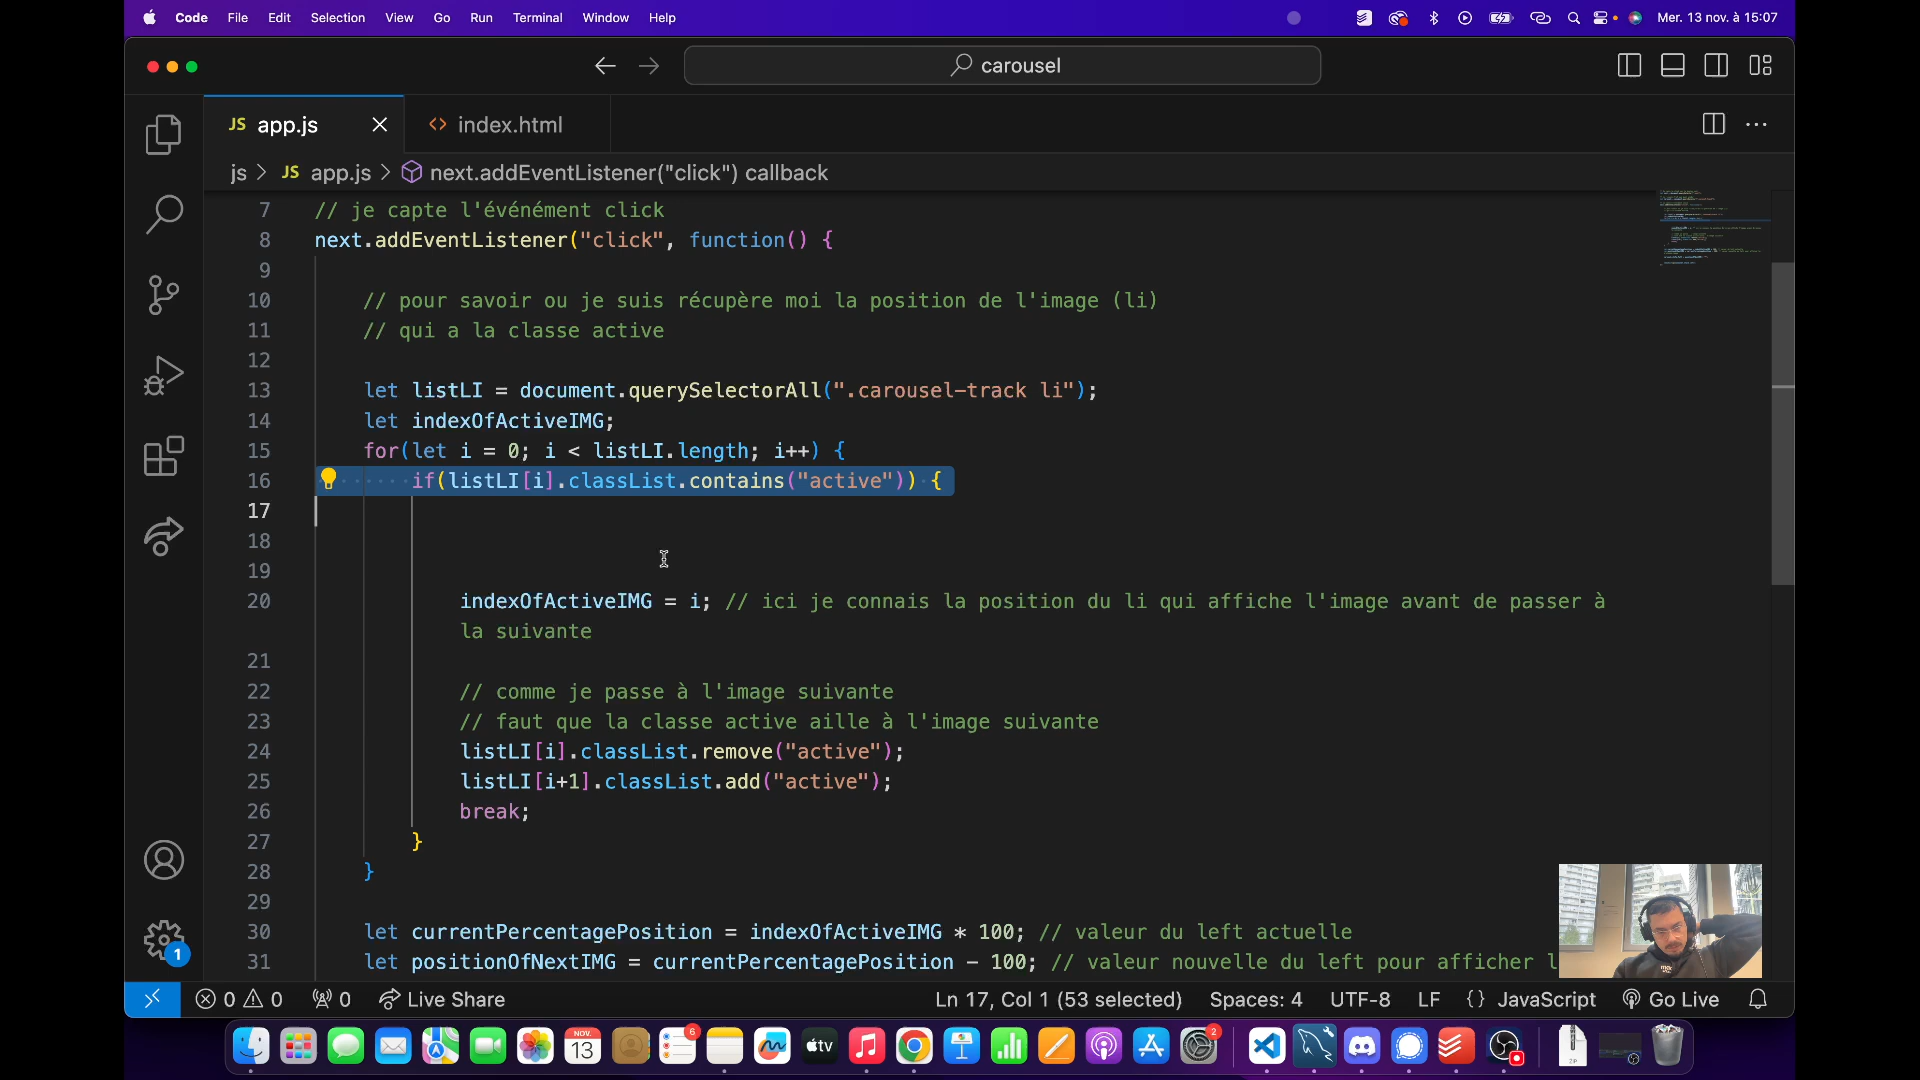 Code File Edit Selection View Go Run Terminal Window Help Mer. 13 nov. à 15:07
carousel
JS app.js index.html
js > JS app.js > next.addEventListener("click") callback
7 // je capte l'événément click
8 next.addEventListener("click", function() {
9
10 // pour savoir ou je suis récupère moi la position de l'image (li)
11 // qui a la classe active
12
13 let listLI = document.querySelectorAll(".carousel-track li");
14 let indexOfActiveIMG;
15 for(let i = 0; i < listLI.length; i++) {
16 if(listLI[i].classList.contains("active")) {
17
18
19
20 indexOfActiveIMG = i; // ici je connais la position du li qui affiche l'image avant de passer à
la suivante
21
22 // comme je passe à l'image suivante
23 // faut que la classe active aille à l'image suivante
24 listLI[i].classList.remove("active");
25 listLI[i+1].classList.add("active");
26 break;
27 }
28 }
29
30 let currentPercentagePosition = indexOfActiveIMG * 100; // valeur du left actuelle
31 let positionOfNextIMG = currentPercentagePosition - 100; // valeur nouvelle du left pour afficher l
1
0 0 0 Live Share Ln 17, Col 1 (53 selected) Spaces: 4 UTF-8 LF {} JavaScript Go Live
NOV. 13 6 tv 2 ZIP